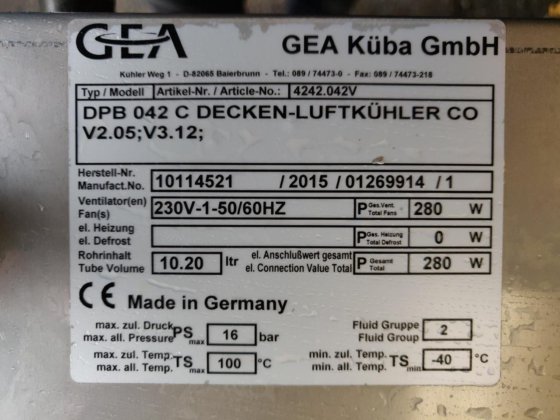 GEA GEA Küba GmbH
Kuhler Weg 1 - D-82065 Baierbrunn - Tel.: 089 / 74473-0 - Fax: 089 / 74473-218
Typ / Modell Artikel-Nr. / Article-No.: 4242.042V
DPB 042 C DECKEN-LUFTKÜHLER CO
V2.05;V3.12;
Herstell-Nr.
Manufact.No. 10114521 / 2015 / 01269914 / 1
Ventilator(en)
Fan(s) 230V-1-50/60HZ P Ges.Vent. Total Fans 280 W
el. Heizung
el. Defrost P Ges. Heizung Total Defrost 0 W
Rohrinhalt
Tube Volume 10.20 ltr el. Anschlußwert gesamt
el. Connection Value Total P Gesamt Total 280 W
CE Made in Germany
max. zul. Druck
max. all. Pressure PS max 16 bar
Fluid Gruppe
Fluid Group 2
max. zul. Temp.
max. all. Temp. TS max 100 °C
min. zul. Temp.
min. all. Temp. TS min -40 °C